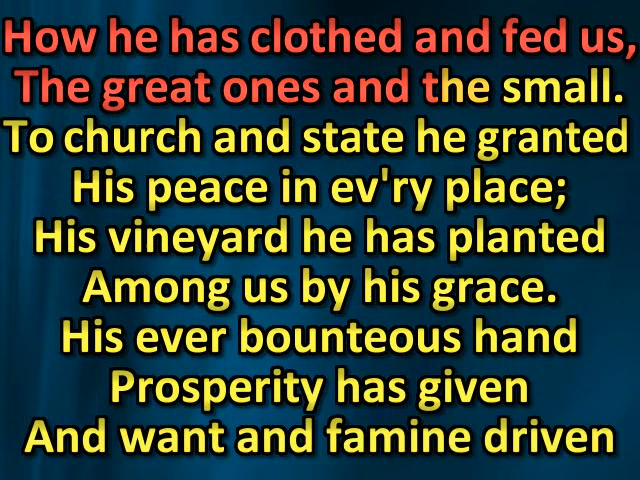 How he has clothed and fed us,
The great ones and the small.
To church and state he granted
His peace in ev'ry place;
His vineyard he has planted
Among us by his grace.
His ever bounteous hand
Prosperity has given
And want and famine driven